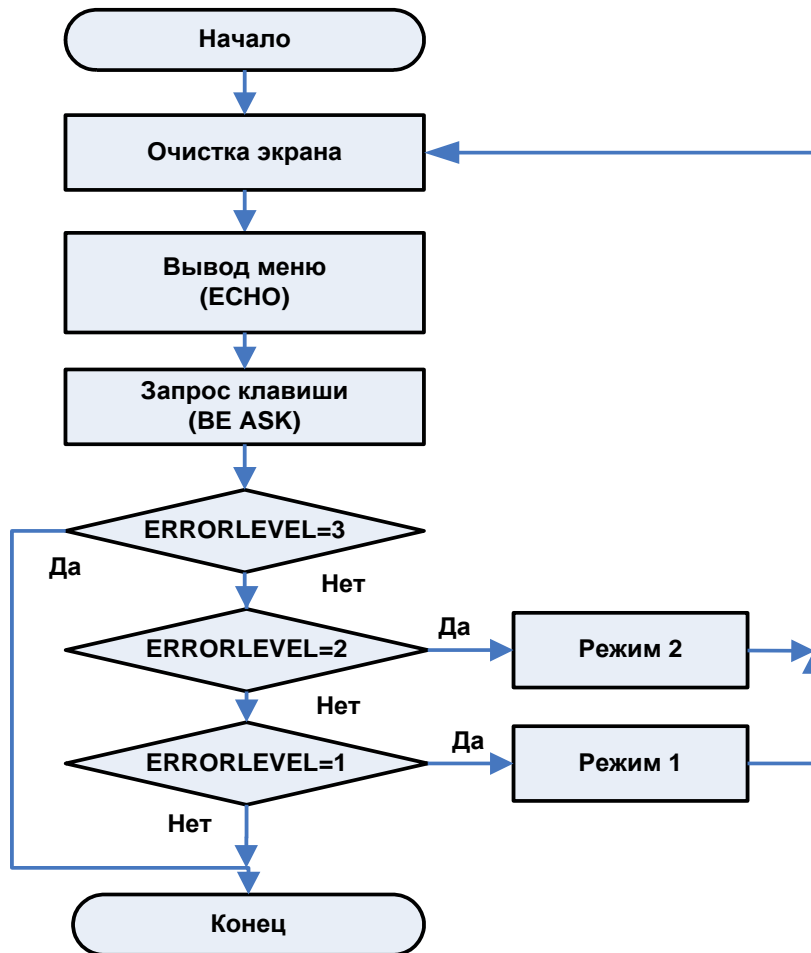 Начало
Очистка экрана
Вывод меню
(ECHO)
Запрос клавиши
(BE ASK)
ERRORLEVEL=3
Да
Нет
ERRORLEVEL=2
Да
Режим 2
Нет
ERRORLEVEL=1
Да
Режим 1
Нет
Конец